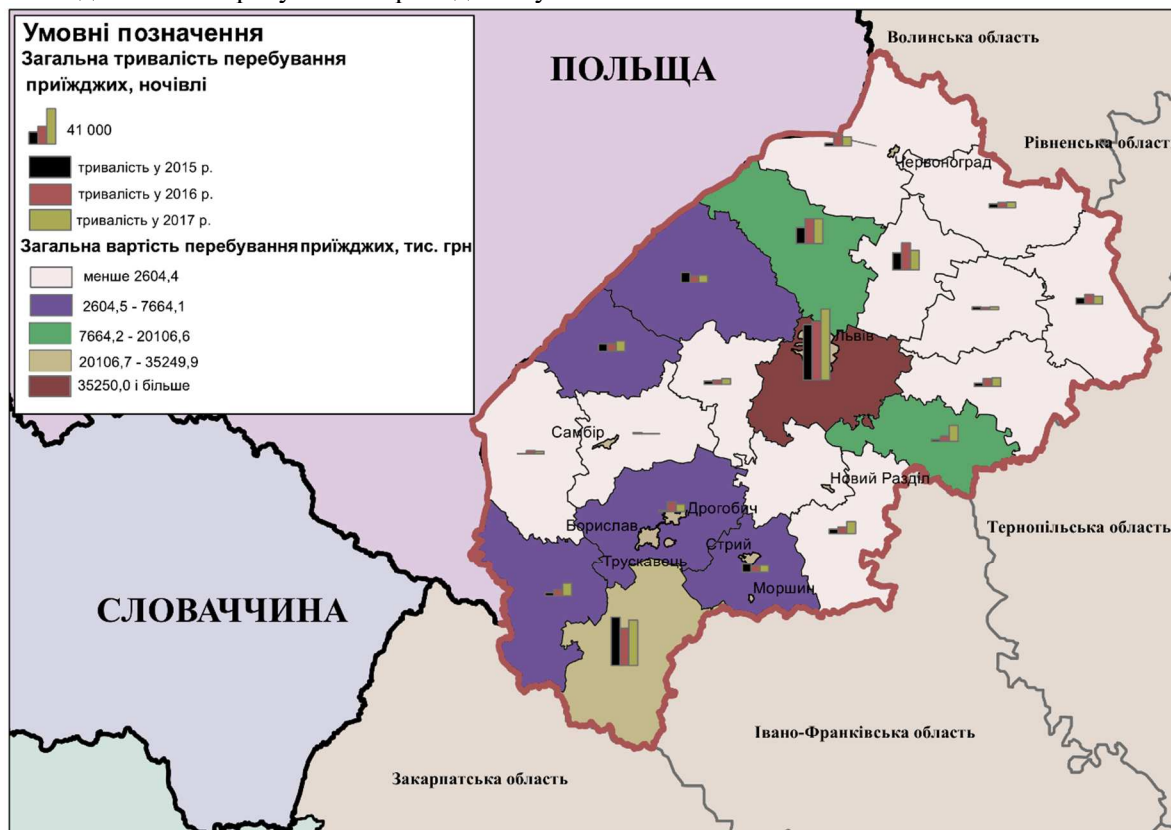 Умовні позначення
Загальна тривалість перебування
приїжджих, ночівлі
41 000
тривалість у 2015 р.
тривалість у 2016 р.
тривалість у 2017 р.
Загальна вартість перебування приїжджих, тис. грн
менше 2604,4
2604,5 - 7664,1
7664,2 - 20106,6
20106,7 - 35249,9
35250,0 і більше
ПОЛЬЩА
Волинська область
Рівненська област
Червоноград
Львів
Самбір
Новий Розділ
Дрогобич
Борислав
Стрий
Трускавець
Моршин
Тернопільська область
СЛОВАЧЧИНА
Івано-Франківська область
Закарпатська область